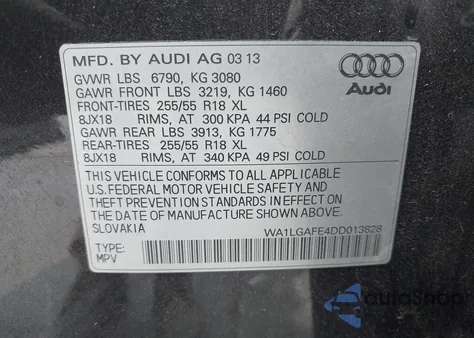 MFD. BY AUDI AG 03 13
GVWR LBS 6790, KG 3080
GAWR FRONT LBS 3219, KG 1460
FRONT-TIRES 255/55 R18 XL
8JX18 RIMS, AT 300 KPA 44 PSI COLD
GAWR REAR LBS 3913, KG 1775
REAR-TIRES 255/55 R18 XL
8JX18 RIMS, AT 340 KPA 49 PSI COLD
Audi
THIS VEHICLE CONFORMS TO ALL APPLICABLE
U.S. FEDERAL MOTOR VEHICLE SAFETY AND
THEFT PREVENTION STANDARDS IN EFFECT ON
THE DATE OF MANUFACTURE SHOWN ABOVE.
SLOVAKIA WA1LGAFE4DD013828
TYPE:
MPV
autoShop